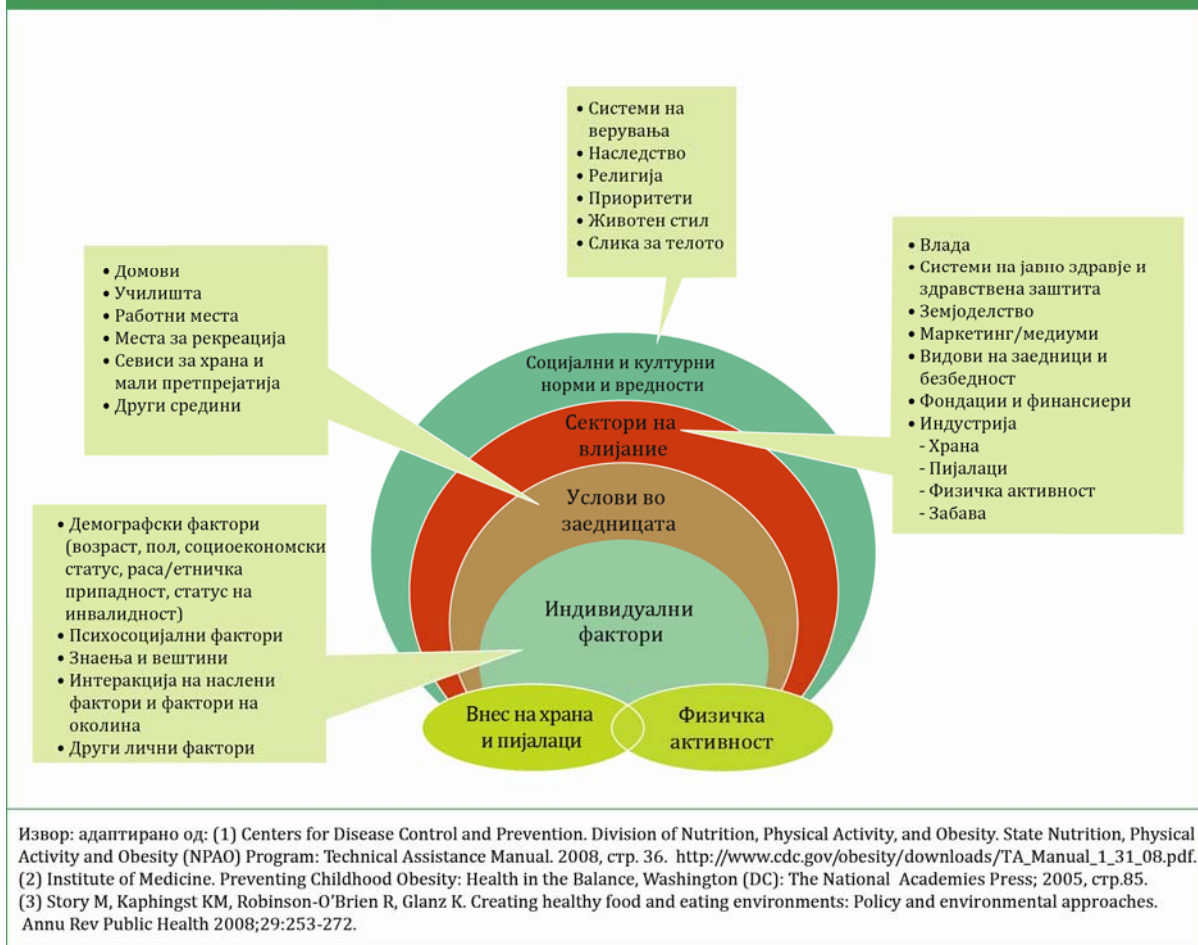 • Системи на
верувања
• Наследство
• Религија
• Приоритети
• Животен стил
• Слика за телото
• Домови
• Училишта
• Работни места
• Места за рекреација
• Севиси за храна и
мали претпрејатија
• Други средини
• Влада
• Системи на јавно здравје и
здравствена заштита
• Земјоделство
• Маркетинг/медиуми
• Видови на заедници и
безбедност
• Фондации и финансиери
• Индустрија
- Храна
- Пијалаци
- Физичка активност
- Забава
Социјални и културни
норми и вредности
Сектори на
влијание
Услови во
заедницата
Индивидуални
фактори
• Демографски фактори
(возраст, пол, социоекономски
статус, раса/етничка
припадност, статус на
инвалидност)
• Психосоцијални фактори
• Знаења и вештини
• Интеракција на наслени
фактори и фактори на
околина
• Други лични фактори
Внес на храна
и пијалаци
Физичка
активност
Извор: адаптирано од: (1) Centers for Disease Control and Prevention. Division of Nutrition, Physical Activity, and Obesity. State Nutrition, Physical
Activity and Obesity (NPAO) Program: Technical Assistance Manual. 2008, стр. 36. http://www.cdc.gov/obesity/downloads/TA_Manual_1_31_08.pdf.
(2) Institute of Medicine. Preventing Childhood Obesity: Health in the Balance, Washington (DC): The National Academies Press; 2005, стр.85.
(3) Story M, Kaphingst KM, Robinson-O’Brien R, Glanz K. Creating healthy food and eating environments: Policy and environmental approaches.
Annu Rev Public Health 2008;29:253-272.